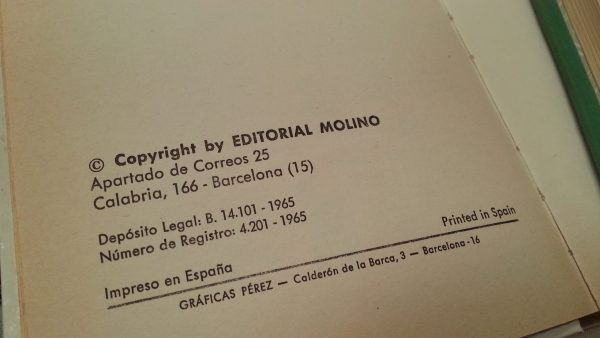 © Copyright by EDITORIAL MOLINO
Apartado de Correos 25
Calabria, 166 - Barcelona (15)
Depósito Legal: B. 14.101 - 1965
Número de Registro: 4.201 - 1965
Impreso en España
Printed in Spain
GRÁFICAS PÉREZ — Calderón de la Barca, 3 — Barcelona -16